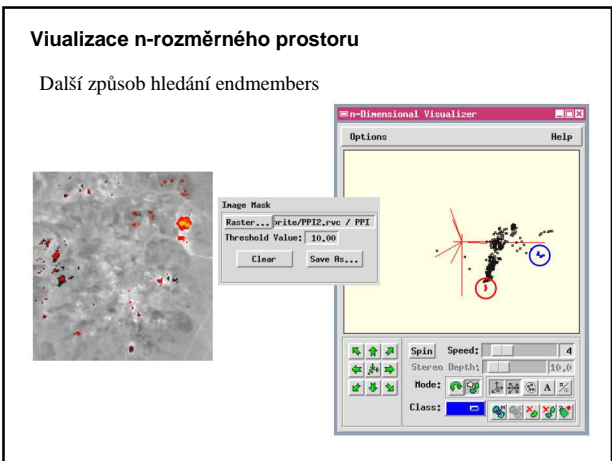 Viualizace n-rozměrného prostoru
Další způsob hledání endmembers
n-Dimensional Visualizer
Options Help
Image Mask
Raster... prite/PPI2.rvc / PPI
Threshold Value: 10.00
Clear Save As...
Spin Speed: 4
Stereo Depth: 10.0
Mode: A %
Class: